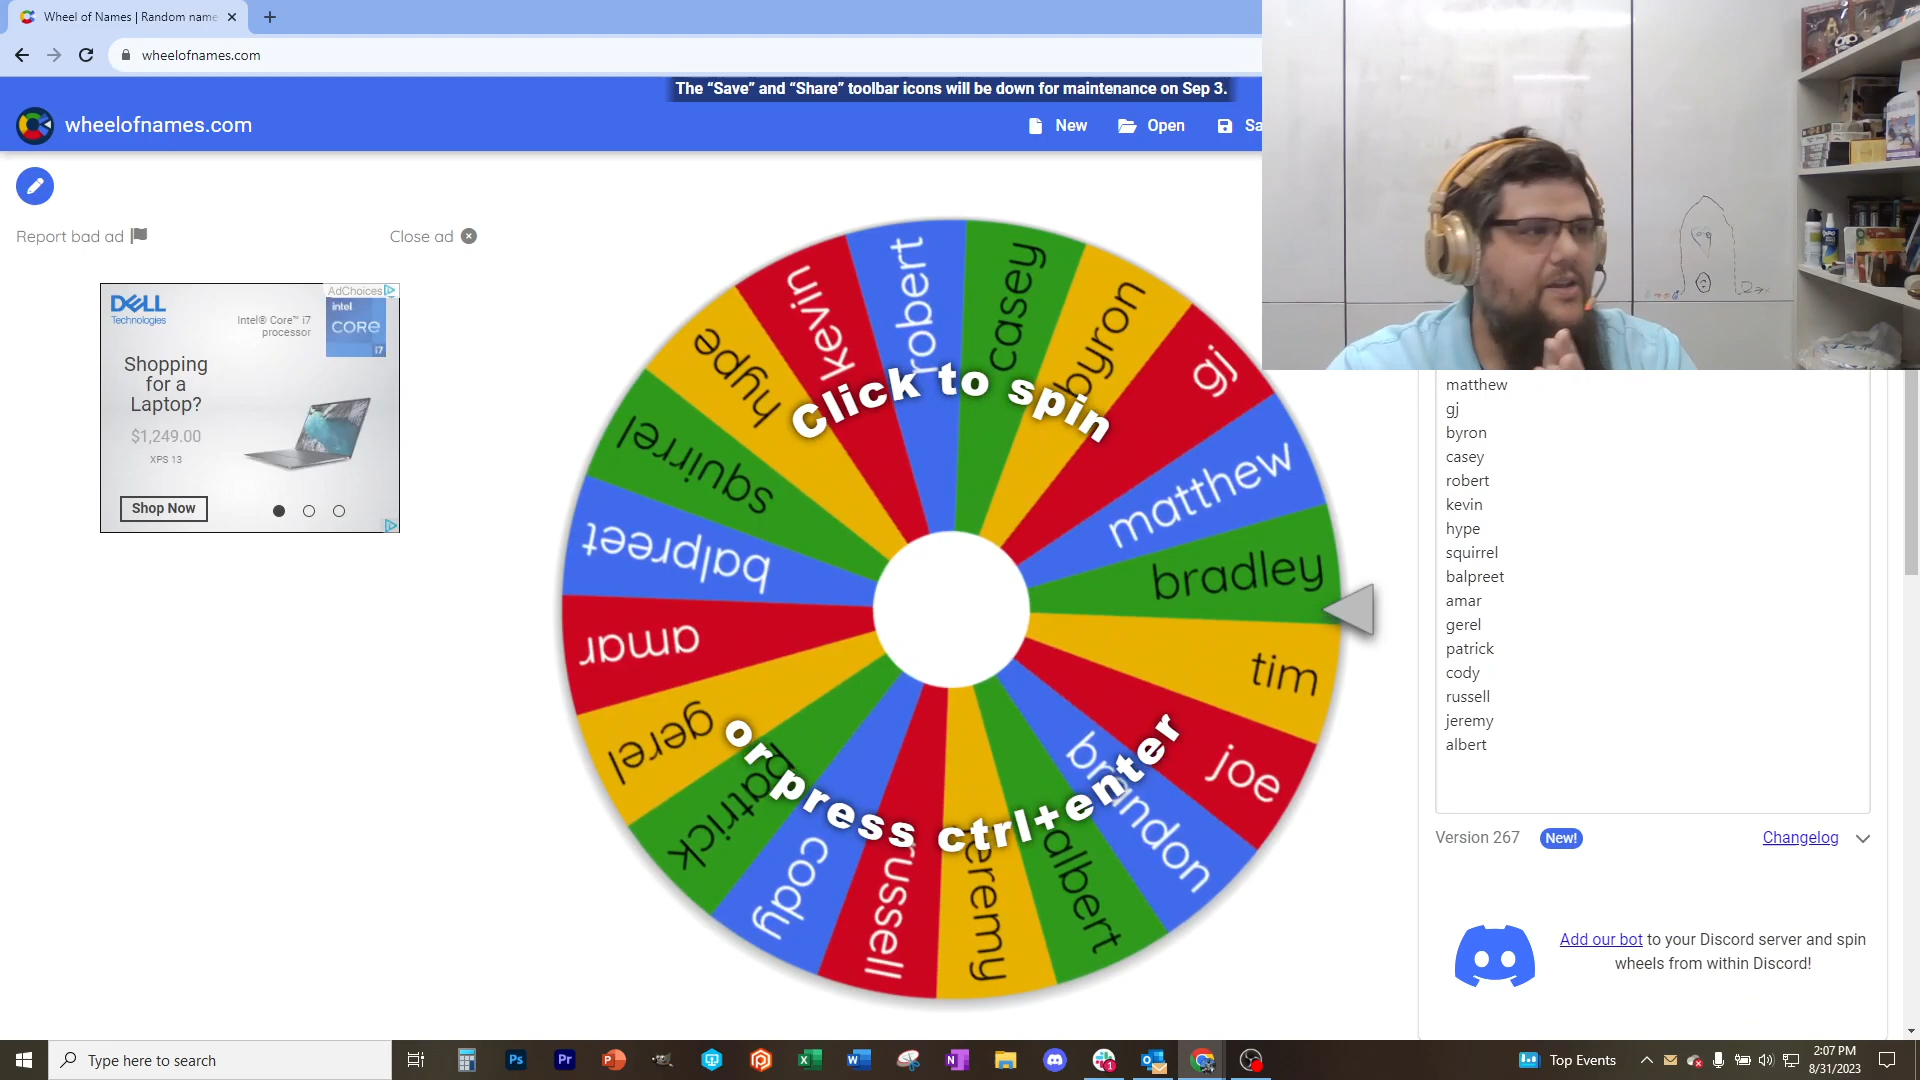 Wheel of Names | Random name
wheelofnames.com
The “Save” and “Share” toolbar icons will be down for maintenance on Sep 3.
wheelofnames.com
New
Open
Sa
Report bad ad
Close ad
AdChoices
DELL
Technologies
Intel® Core™ i7
processor
intel
CORE
i7
Shopping
for a
Laptop?
$1,249.00
XPS 13
Shop Now
Click to spin
or press ctrl+enter
robert
casey
byron
gj
matthew
bradley
tim
joe
brandon
albert
jeremy
russell
cody
patrick
gerel
amar
balpreet
squirrel
hype
kevin
matthew
gj
byron
casey
robert
kevin
hype
squirrel
balpreet
amar
gerel
patrick
cody
russell
jeremy
albert
Version 267
New!
Changelog
Add our bot to your Discord server and spin
wheels from within Discord!
Type here to search
Ps
Pr
Top Events
2:07 PM
8/31/2023